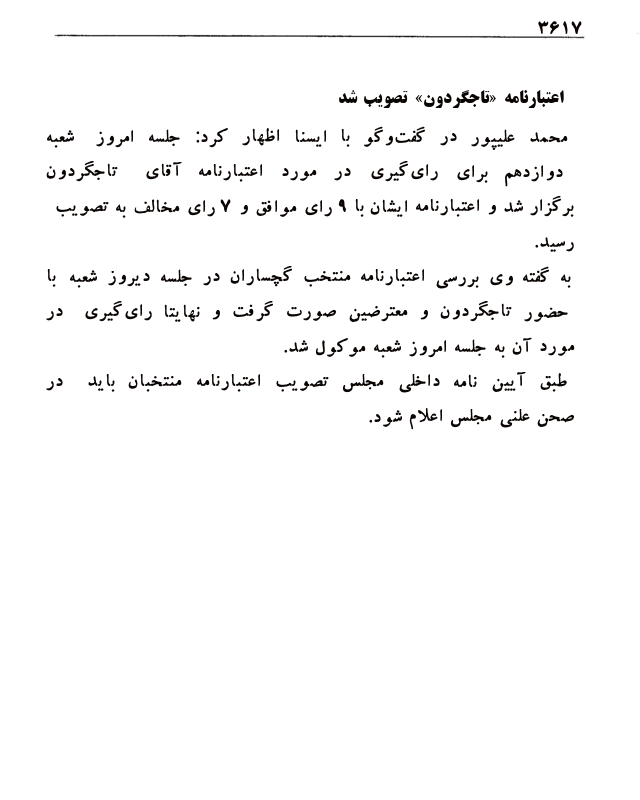 ۳۶۱۷
اعتبارنامه «تاجگردون» تصویب شد
محمد علیپور در گفت‌وگو با ایسنا اظهار کرد: جلسه امروز شعبه
دوازدهم برای رای‌گیری در مورد اعتبارنامه آقای تاجگردون
برگزار شد و اعتبارنامه ایشان با ۹ رای موافق و ۷ رای مخالف به تصویب
رسید.
به گفته وی بررسی اعتبارنامه منتخب گچساران در جلسه دیروز شعبه با
حضور تاجگردون و معترضین صورت گرفت و نهایتا رای‌گیری در
مورد آن به جلسه امروز شعبه موکول شد.
طبق آیین نامه داخلی مجلس تصویب اعتبارنامه منتخبان باید در
صحن علنی مجلس اعلام شود.